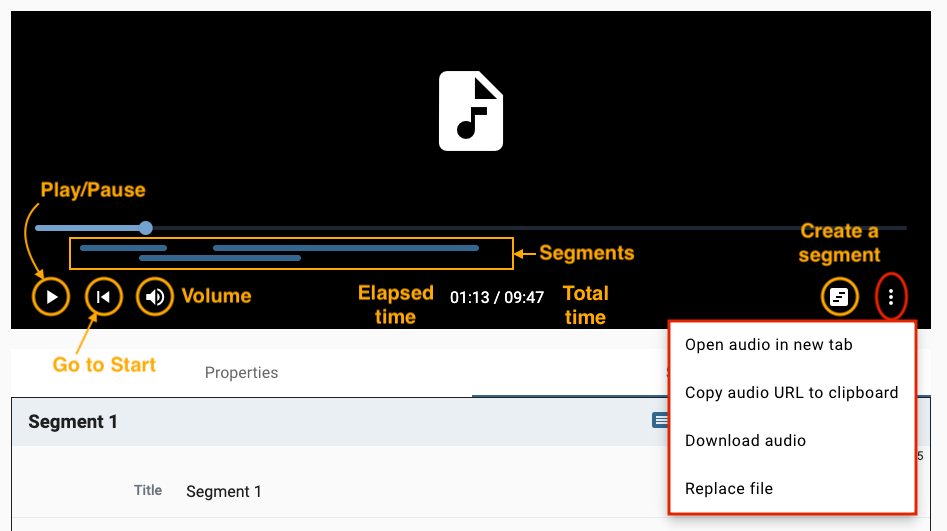 Play/Pause
Create a
segment
Segments
Volume
Elapsed
time
01:13 / 09:47
Total
time
Go to Start
Open audio in new tab
Properties
Copy audio URL to clipboard
Segment 1
Download audio
5
Title
Segment 1
Replace file